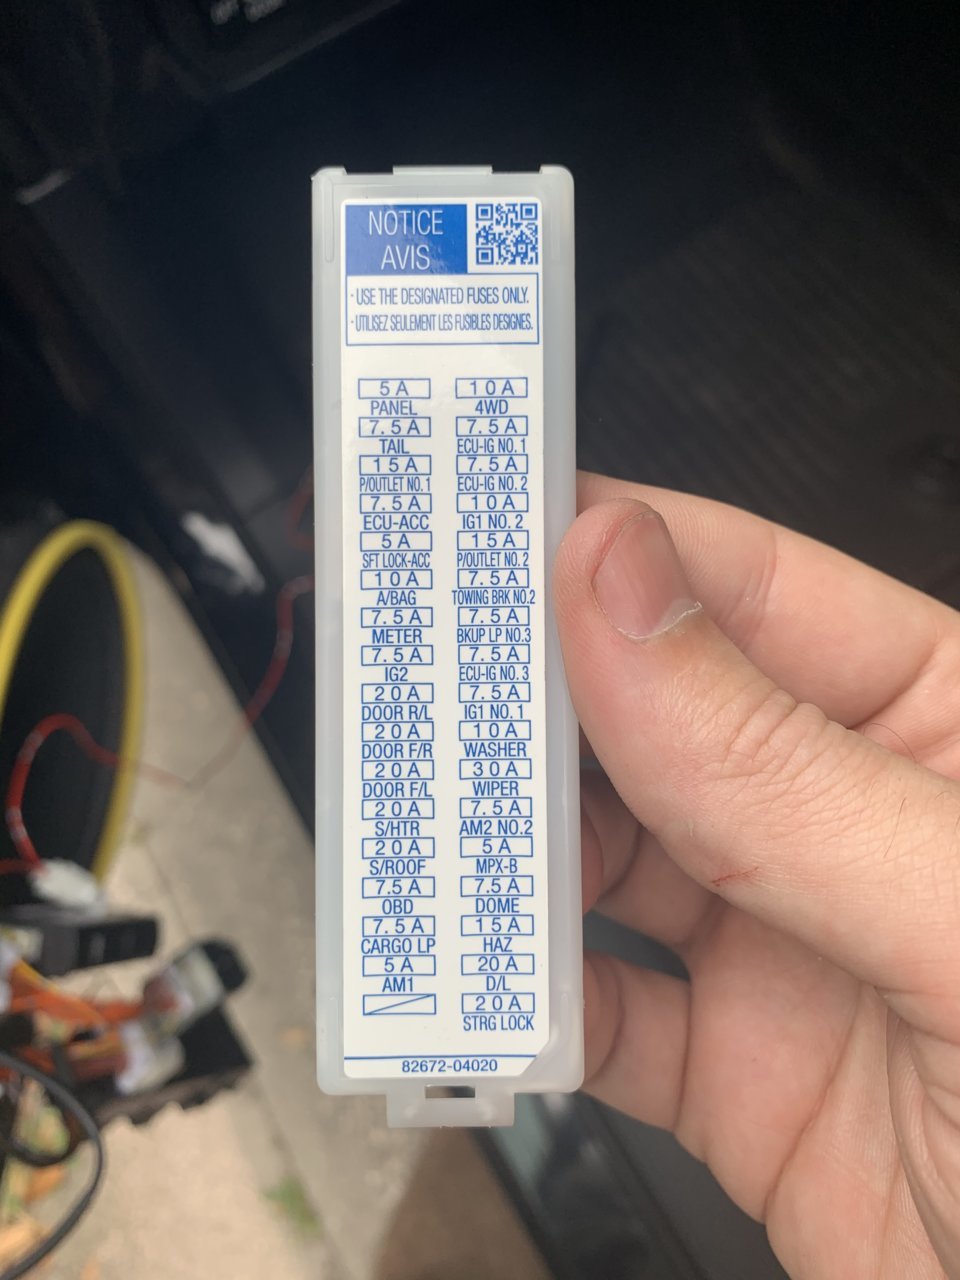 NOTICE
AVIS
· USE THE DESIGNATED FUSES ONLY.
· UTILISEZ SEULEMENT LES FUSIBLES DESIGNES.
5 A
PANEL
7.5 A
TAIL
15 A
P/OUTLET NO.1
7.5 A
ECU-ACC
5 A
SFT LOCK-ACC
10 A
A/BAG
7.5 A
METER
7.5 A
IG2
20 A
DOOR R/L
20 A
DOOR F/R
20 A
DOOR F/L
20 A
S/HTR
20 A
S/ROOF
7.5 A
OBD
7.5 A
CARGO LP
5 A
AM1
10 A
4WD
7.5 A
ECU-IG NO. 1
7.5 A
ECU-IG NO. 2
10 A
IG1 NO. 2
15 A
P/OUTLET NO. 2
7.5 A
TOWING BRK NO.2
7.5 A
BKUP LP NO.3
7.5 A
ECU-IG NO. 3
7.5 A
IG1 NO. 1
10 A
WASHER
30 A
WIPER
7.5 A
AM2 NO.2
5 A
MPX-B
7.5 A
DOME
15 A
HAZ
20 A
D/L
20 A
STRG LOCK
82672-04020